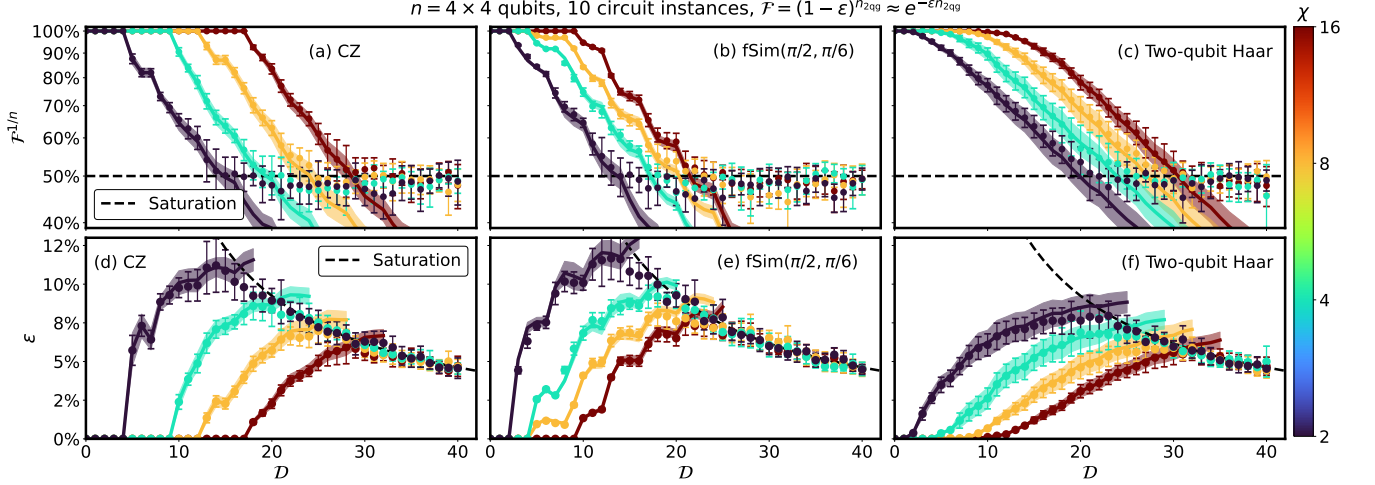 n = 4 × 4 qubits, 10 circuit instances, ℱ = (1 − ε)^{n_{2qg}} ≈ e^{−εn_{2qg}}
χ
100%
90%
80%
70%
60%
50%
40%
ℱ^{1/n}
(a) CZ
Saturation
(b) fSim(π/2, π/6)
(c) Two-qubit Haar
16
8
4
2
12%
10%
8%
5%
2%
0%
ε
(d) CZ
Saturation
(e) fSim(π/2, π/6)
(f) Two-qubit Haar
0 10 20 30 40
0 10 20 30 40
0 10 20 30 40
𝒟
𝒟
𝒟